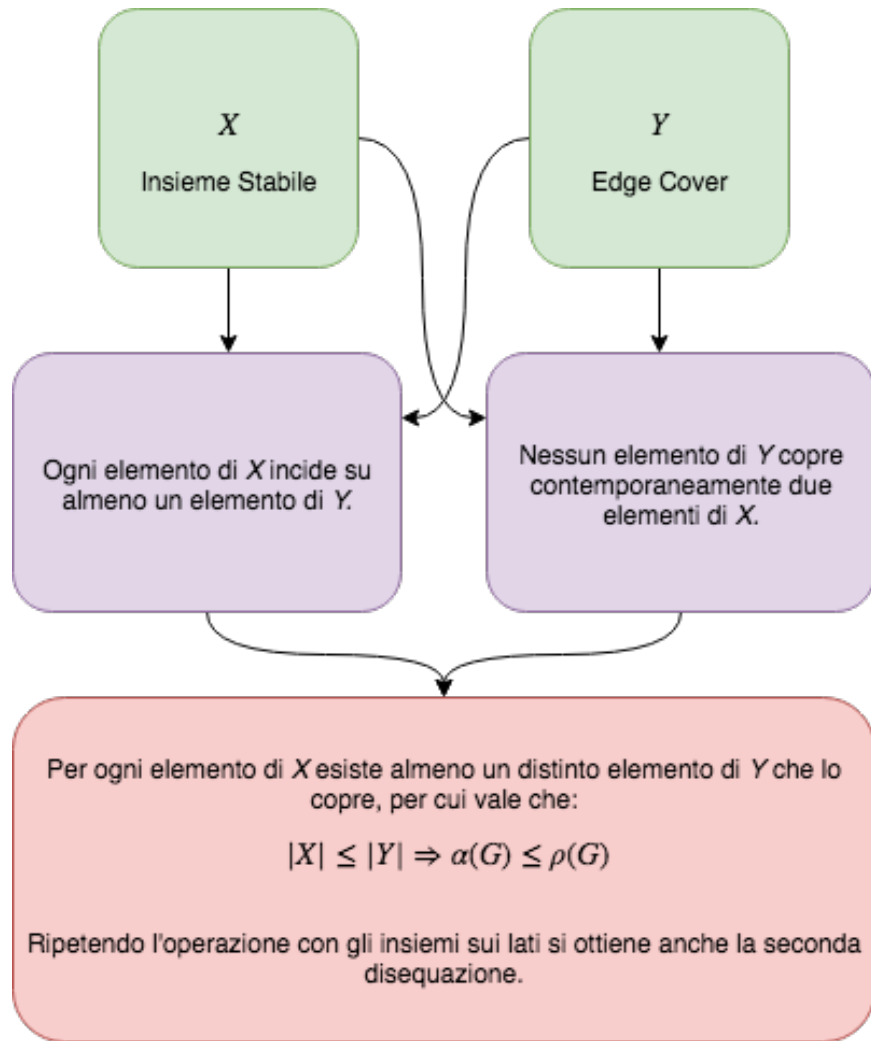 X
Insieme Stabile
Y
Edge Cover
Ogni elemento di X incide su
almeno un elemento di Y.
Nessun elemento di Y copre
contemporaneamente due
elementi di X.
Per ogni elemento di X esiste almeno un distinto elemento di Y che lo
copre, per cui vale che:
|X| ≤ |Y| ⇒ α(G) ≤ ρ(G)
Ripetendo l'operazione con gli insiemi sui lati si ottiene anche la seconda
disequazione.